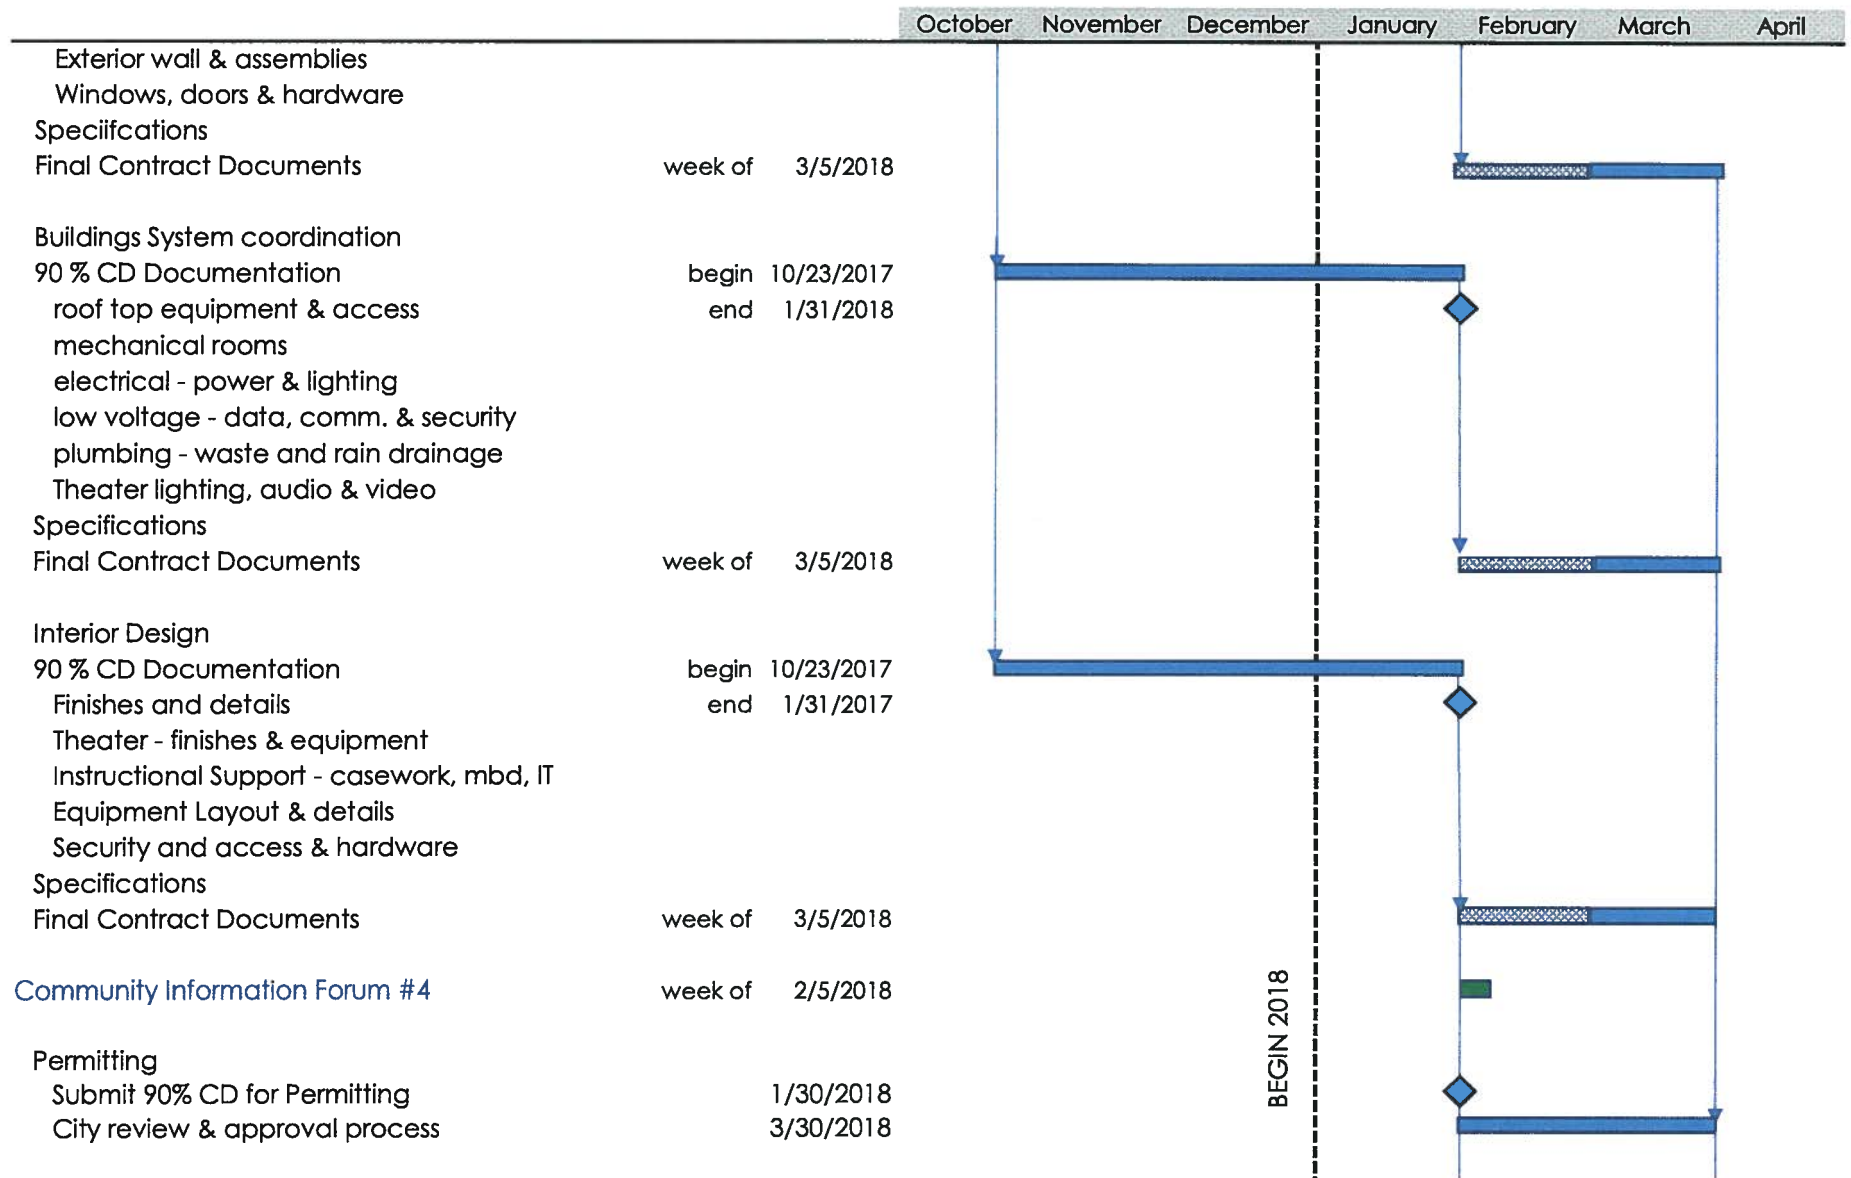 October November December January February March April
Exterior wall & assemblies
Windows, doors & hardware
Speciifcations
Final Contract Documents week of 3/5/2018
Buildings System coordination
90 % CD Documentation begin 10/23/2017
roof top equipment & access end 1/31/2018
mechanical rooms
electrical - power & lighting
low voltage - data, comm. & security
plumbing - waste and rain drainage
Theater lighting, audio & video
Specifications
Final Contract Documents week of 3/5/2018
Interior Design
90 % CD Documentation begin 10/23/2017
Finishes and details end 1/31/2017
Theater - finishes & equipment
Instructional Support - casework, mbd, IT
Equipment Layout & details
Security and access & hardware
Specifications
Final Contract Documents week of 3/5/2018
Community Information Forum #4 week of 2/5/2018
BEGIN 2018
Permitting
Submit 90% CD for Permitting 1/30/2018
City review & approval process 3/30/2018